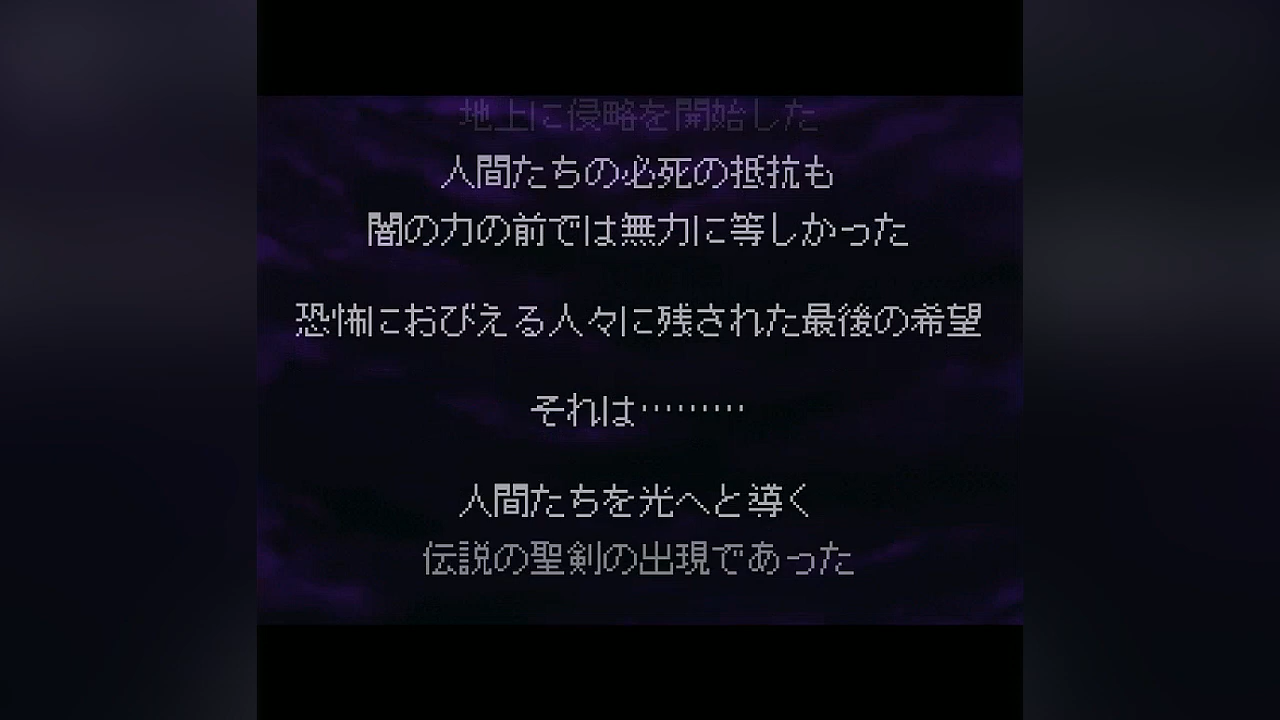 地上に侵略を開始した
人間たちの必死の抵抗も
闇の力の前では無力に等しかった
恐怖におびえる人々に残された最後の希望
それは………
人間たちを光へと導く
伝説の聖剣の出現であった